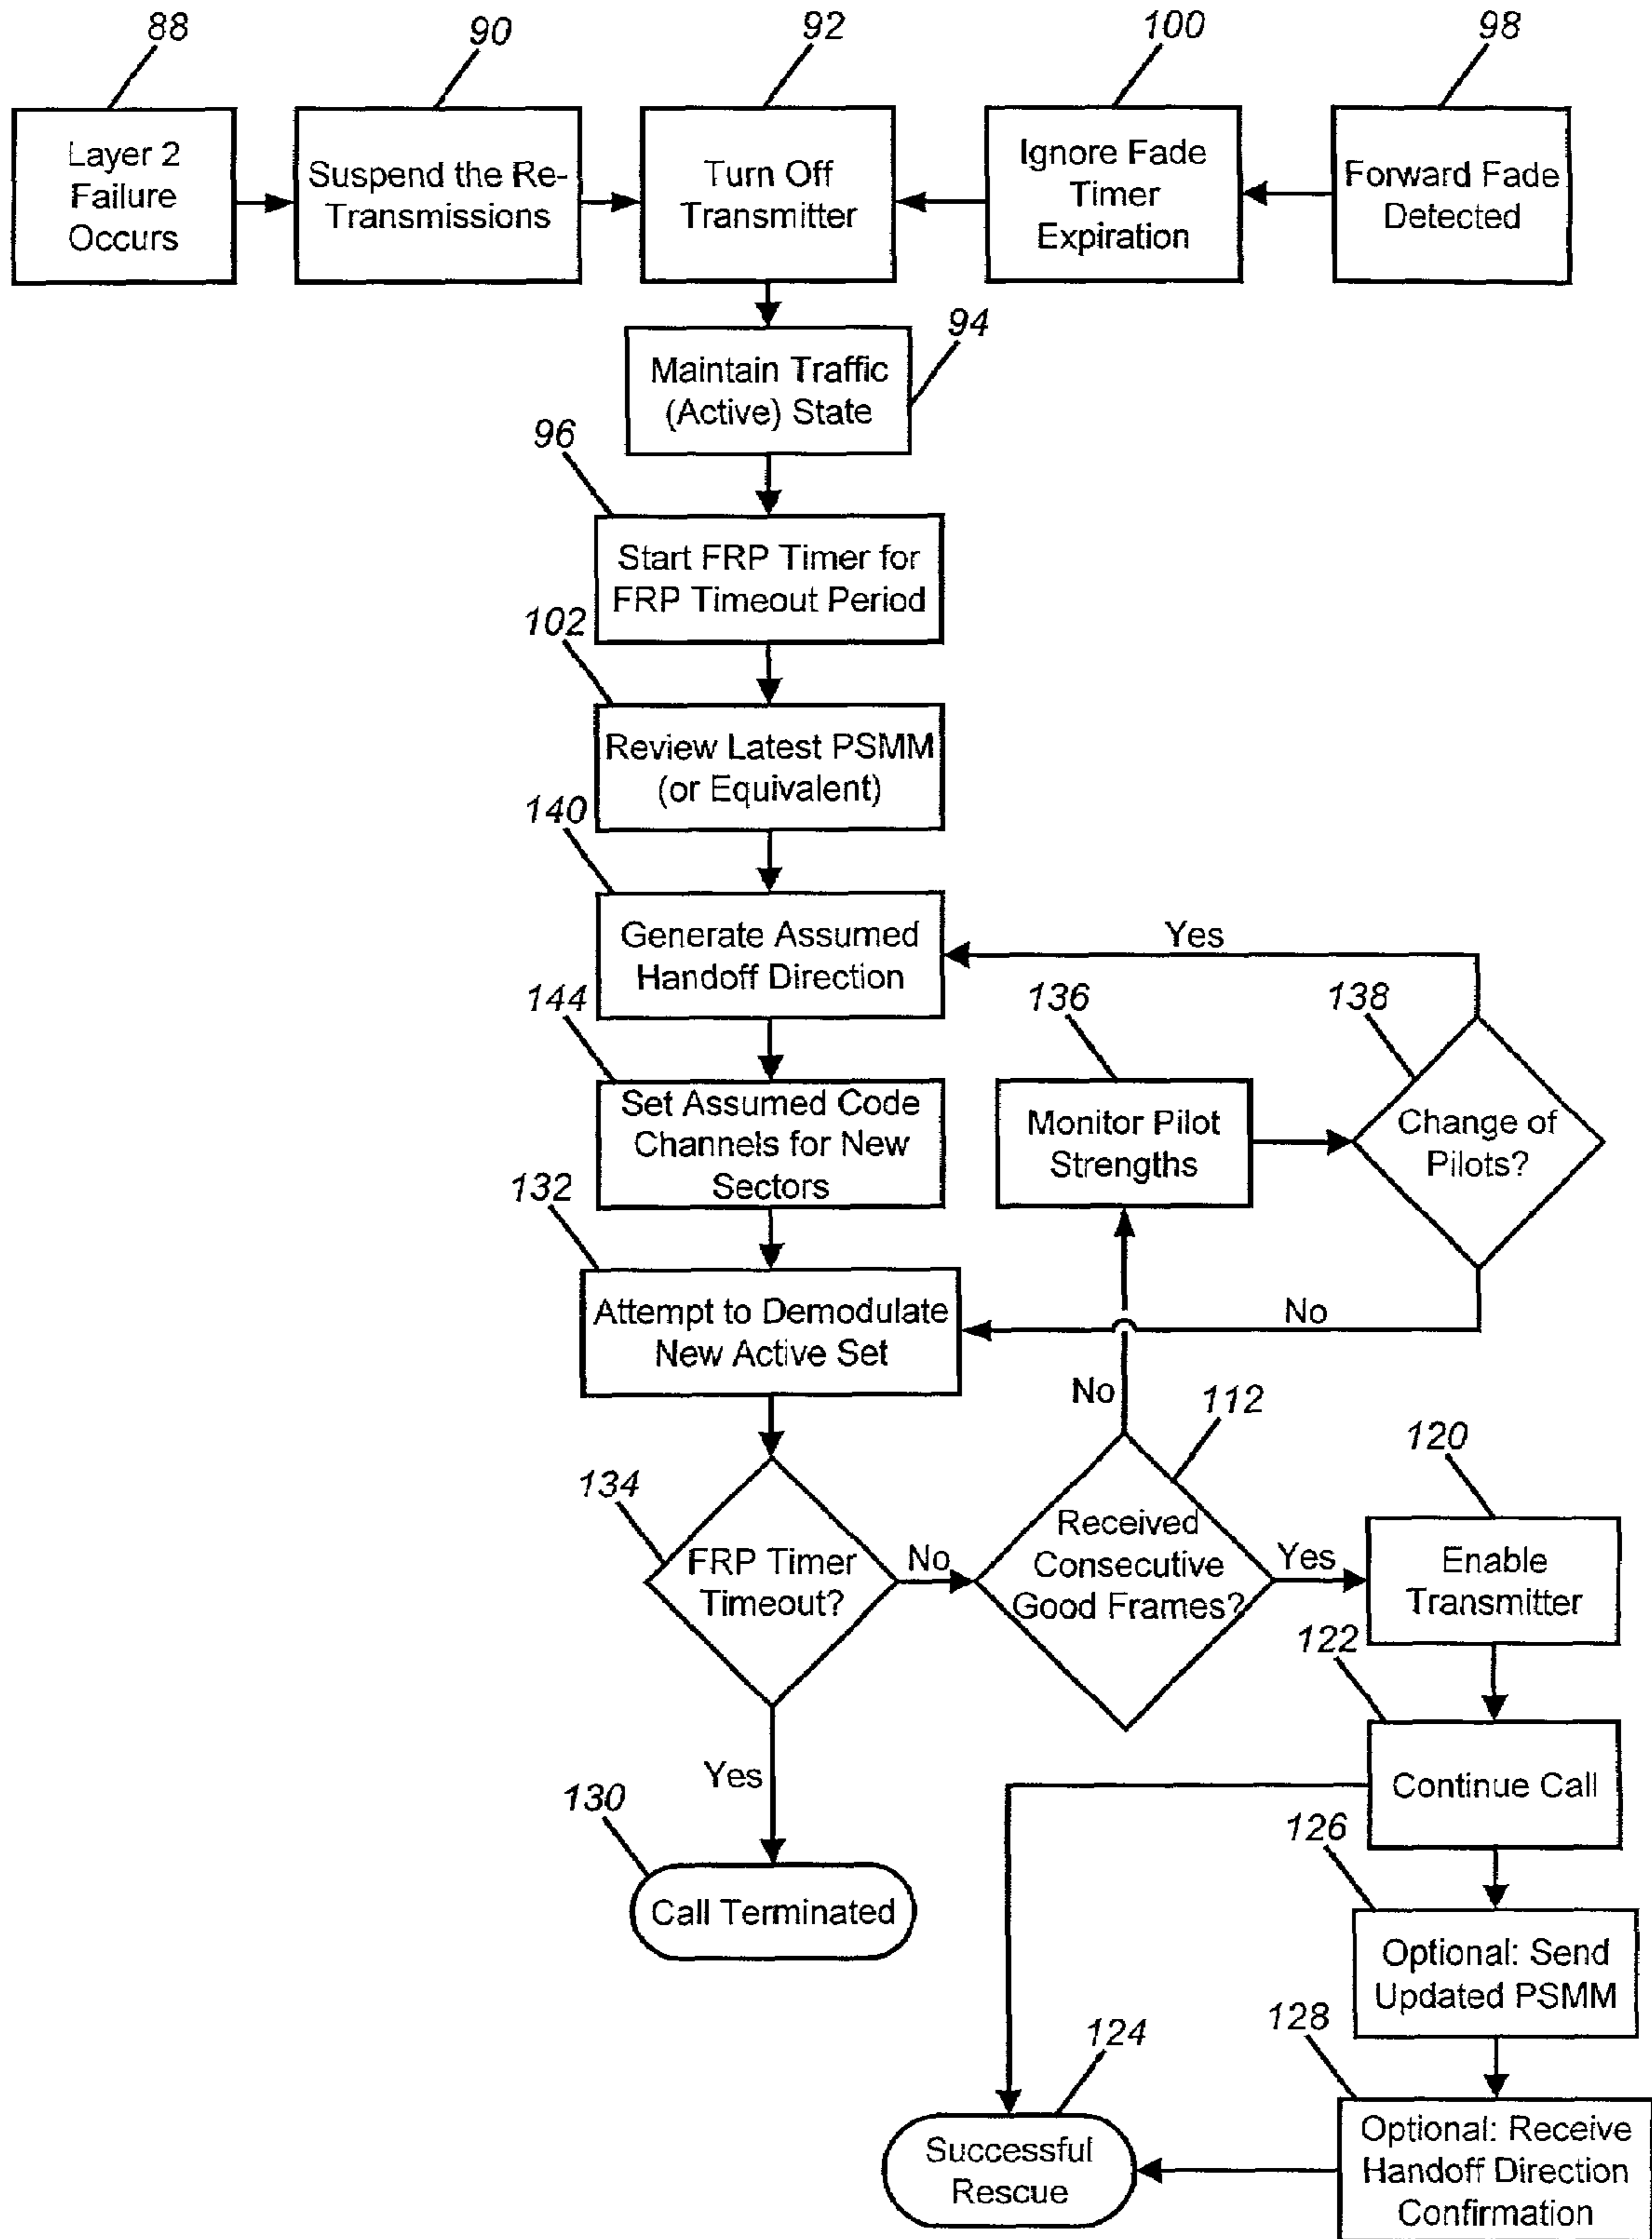 88
90
92
100
98
Layer 2
Failure
Occurs
Suspend the Re-
Transmissions
Turn Off
Transmitter
Ignore Fade
Timer
Expiration
Forward Fade
Detected
94
Maintain Traffic
(Active) State
96
Start FRP Timer for
FRP Timeout Period
102
Review Latest PSMM
(or Equivalent)
140
Generate Assumed
Handoff Direction
Yes
144
136
138
Set Assumed Code
Channels for New
Sectors
Monitor Pilot
Strengths
Change of
Pilots?
132
Attempt to Demodulate
New Active Set
No
No
112
120
134
FRP Timer
Timeout?
No
Received
Consecutive
Good Frames?
Yes
Enable
Transmitter
122
Yes
Continue Call
130
126
Call Terminated
Optional: Send
Updated PSMM
128
124
Successful
Rescue
Optional: Receive
Handoff Direction
Confirmation